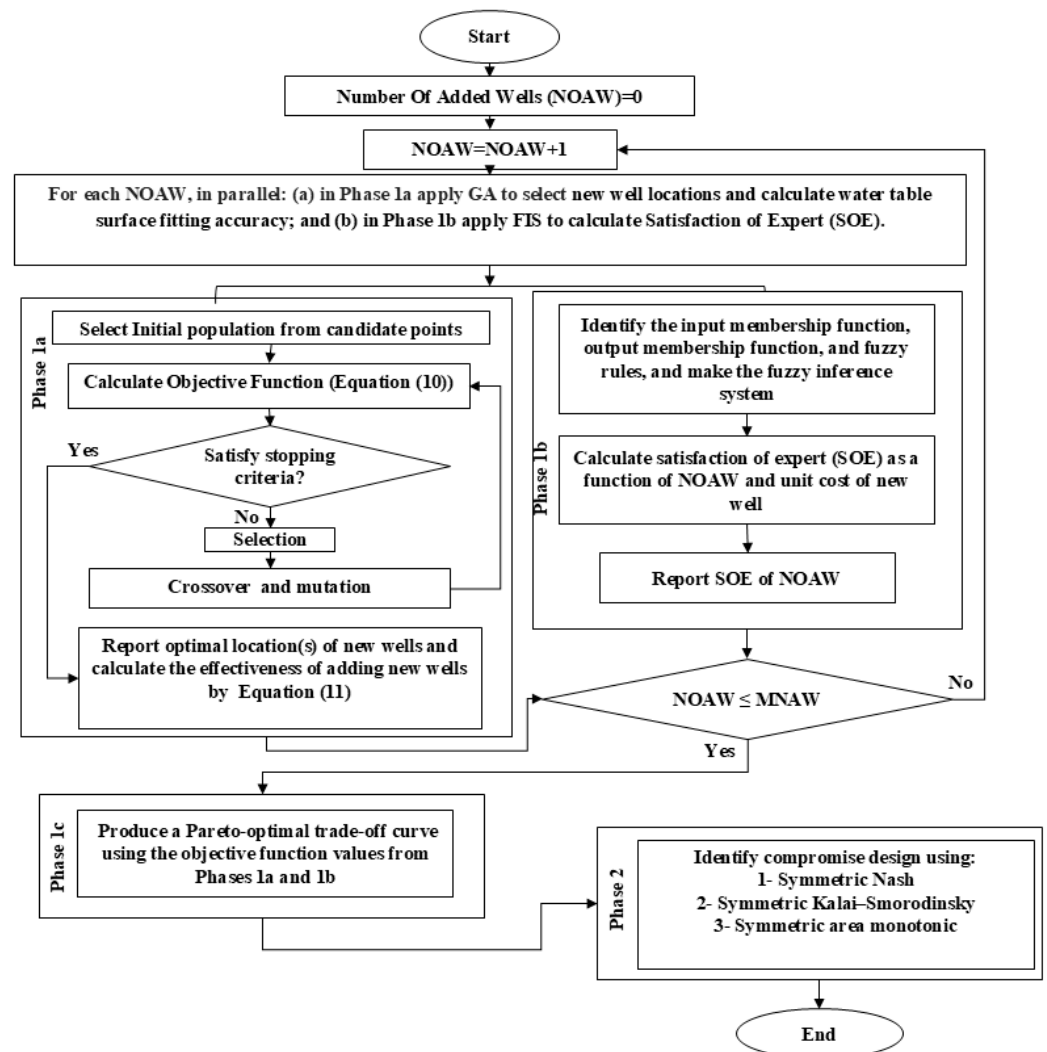 Start
Number Of Added Wells (NOAW)=0
NOAW=NOAW+1
For each NOAW, in parallel: (a) in Phase 1a apply GA to select new well locations and calculate water table
surface fitting accuracy; and (b) in Phase 1b apply FIS to calculate Satisfaction of Expert (SOE).
Phase 1a
Select Initial population from candidate points
Calculate Objective Function (Equation (10))
Yes
Satisfy stopping
criteria?
No
Selection
Crossover and mutation
Report optimal location(s) of new wells and
calculate the effectiveness of adding new wells
by Equation (11)
Phase 1b
Identify the input membership function,
output membership function, and fuzzy
rules, and make the fuzzy inference
system
Calculate satisfaction of expert (SOE) as a
function of NOAW and unit cost of new
well
Report SOE of NOAW
NOAW ≤ MNAW
No
Yes
Phase 1c
Produce a Pareto-optimal trade-off curve
using the objective function values from
Phases 1a and 1b
Phase 2
Identify compromise design using:
1- Symmetric Nash
2- Symmetric Kalai–Smorodinsky
3- Symmetric area monotonic
End